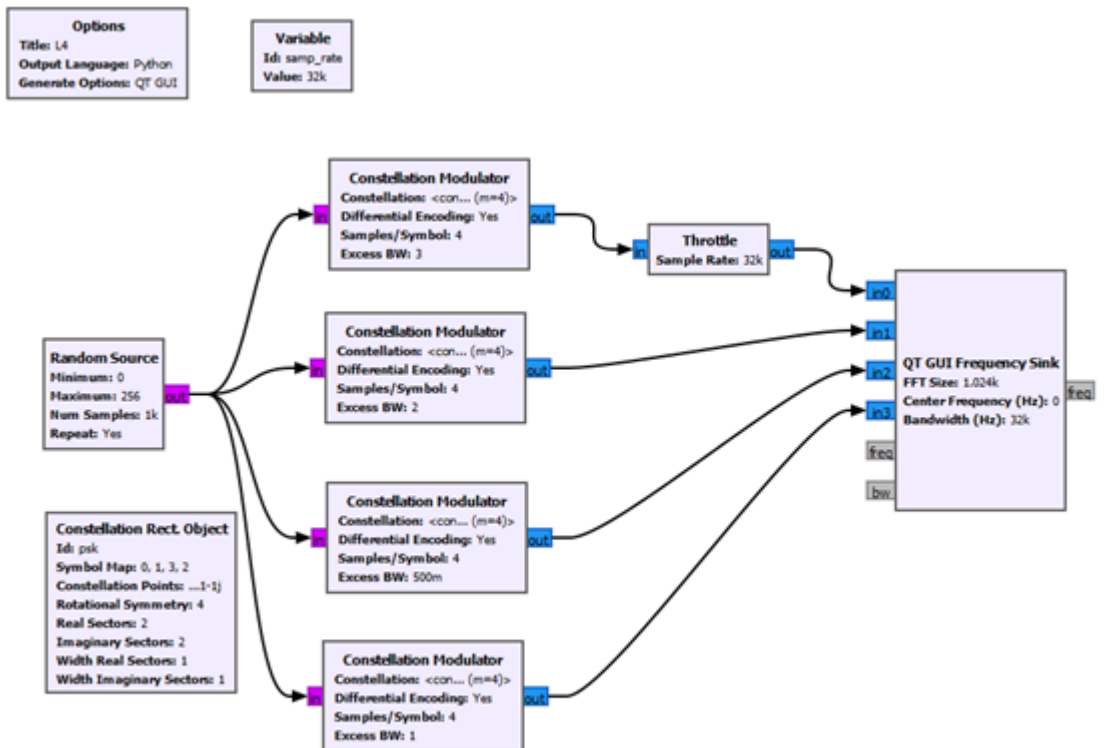 Options
Title: L4
Output Language: Python
Generate Options: QT GUI
Variable
Id: samp_rate
Value: 32k
Constellation Modulator
Constellation: <con... (m=4)>
Differential Encoding: Yes
Samples/Symbol: 4
Excess BW: 3
in
out
Throttle
Sample Rate: 32k
in
out
Constellation Modulator
Constellation: <con... (m=4)>
Differential Encoding: Yes
Samples/Symbol: 4
Excess BW: 2
in
out
Random Source
Minimum: 0
Maximum: 256
Num Samples: 1k
Repeat: Yes
out
QT GUI Frequency Sink
FFT Size: 1.024k
Center Frequency (Hz): 0
Bandwidth (Hz): 32k
in0
in1
in2
in3
freq
bw
freq
Constellation Modulator
Constellation: <con... (m=4)>
Differential Encoding: Yes
Samples/Symbol: 4
Excess BW: 500m
in
out
Constellation Rect. Object
Id: psk
Symbol Map: 0, 1, 3, 2
Constellation Points: ...1-1j
Rotational Symmetry: 4
Real Sectors: 2
Imaginary Sectors: 2
Width Real Sectors: 1
Width Imaginary Sectors: 1
Constellation Modulator
Constellation: <con... (m=4)>
Differential Encoding: Yes
Samples/Symbol: 4
Excess BW: 1
in
out